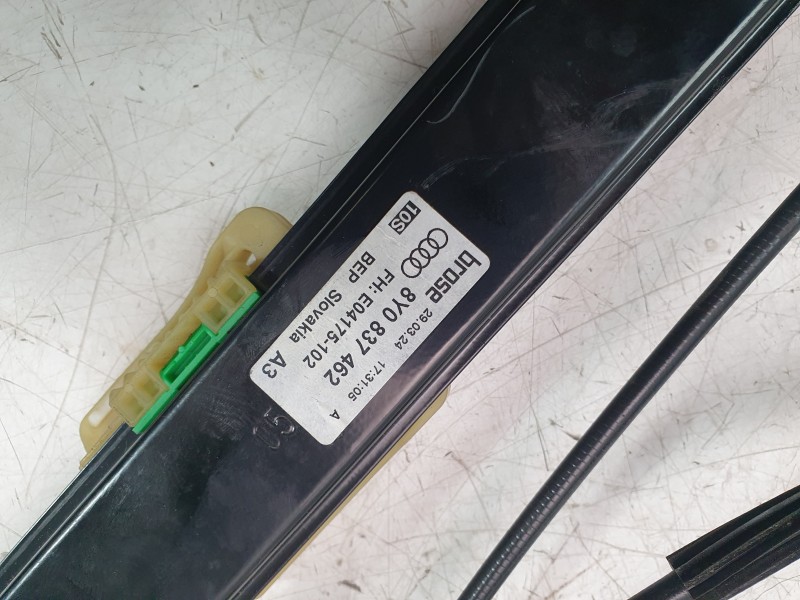 brose 29.03.24 17:31:05 A
8Y0 837 462
FH: E04175-102 A3
10S BEP Slovakia